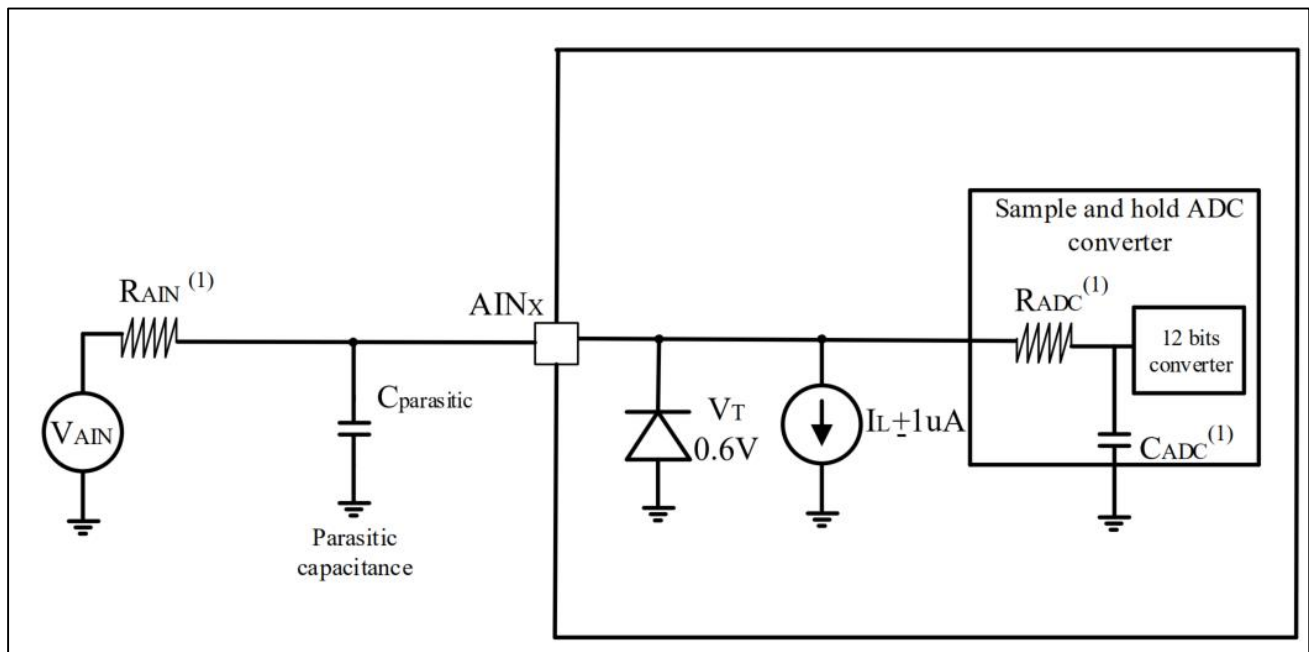 Sample and hold ADC
converter
RAIN (1)
AINX
RADC(1)
12 bits
converter
Cparasitic
VT
0.6V
IL±1uA
VAIN
CADC(1)
Parasitic
capacitance